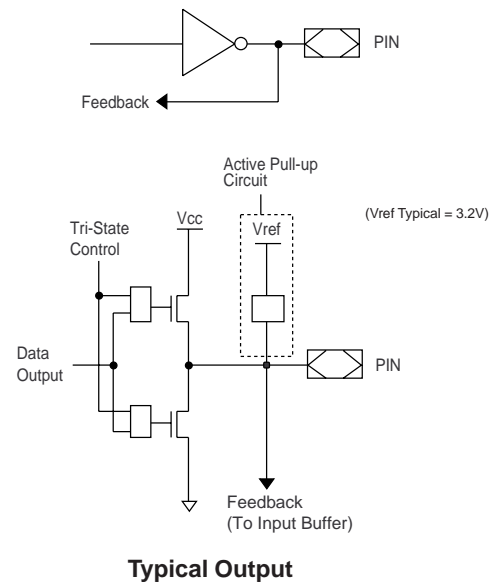 PIN
Feedback
Active Pull-up
Circuit
(Vref Typical = 3.2V)
Vcc
Vref
Tri-State
Control
Data
Output
PIN
Feedback
(To Input Buffer)
Typical Output